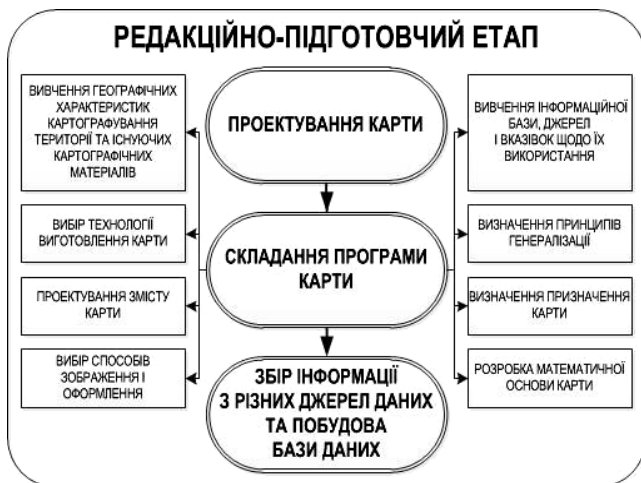 РЕДАКЦІЙНО-ПІДГОТОВЧИЙ ЕТАП
ВИВЧЕННЯ ГЕОГРАФІЧНИХ
ХАРАКТЕРИСТИК
КАРТОГРАФУВАННЯ
ТЕРИТОРІЇ ТА ІСНУЮЧИХ
КАРТОГРАФІЧНИХ
МАТЕРІАЛІВ
ВИБІР ТЕХНОЛОГІЇ
ВИГОТОВЛЕННЯ КАРТИ
ПРОЕКТУВАННЯ ЗМІСТУ
КАРТИ
ВИБІР СПОСОБІВ
ЗОБРАЖЕННЯ І
ОФОРМЛЕННЯ
ПРОЕКТУВАННЯ КАРТИ
СКЛАДАННЯ ПРОГРАМИ
КАРТИ
ЗБІР ІНФОРМАЦІЇ
З РІЗНИХ ДЖЕРЕЛ ДАНИХ
ТА ПОБУДОВА
БАЗИ ДАНИХ
ВИВЧЕННЯ ІНФОРМАЦІЙНОЇ
БАЗИ, ДЖЕРЕЛ
І ВКАЗІВОК ЩОДО ЇХ
ВИКОРИСТАННЯ
ВИЗНАЧЕННЯ ПРИНЦИПІВ
ГЕНЕРАЛІЗАЦІЇ
ВИЗНАЧЕННЯ ПРИЗНАЧЕННЯ
КАРТИ
РОЗРОБКА МАТЕМАТИЧНОЇ
ОСНОВИ КАРТИ